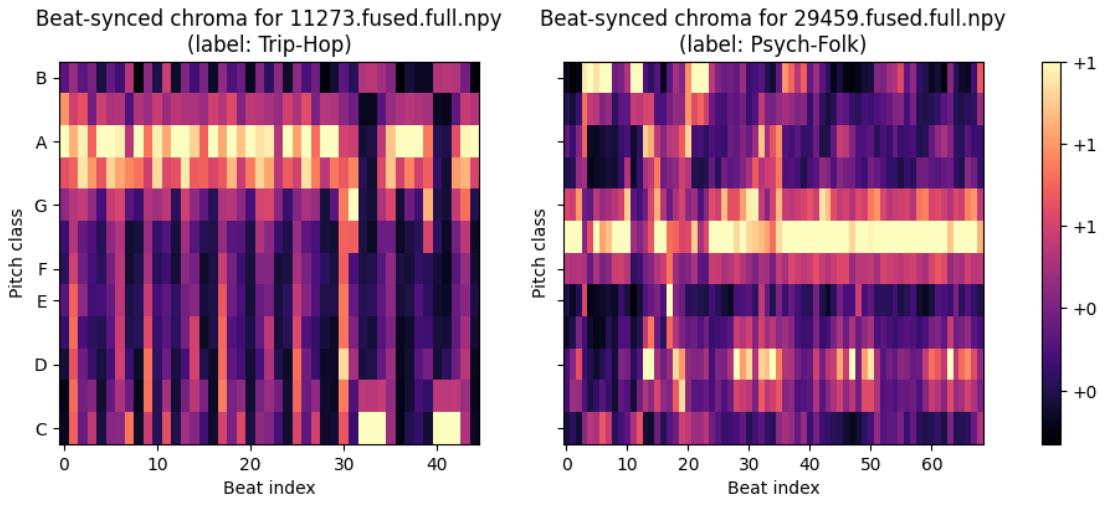 Beat-synced chroma for 11273.fused.full.npy
(label: Trip-Hop)
B
A
G
F
E
D
C
Pitch class
0
10
20
30
40
Beat index
Beat-synced chroma for 29459.fused.full.npy
(label: Psych-Folk)
Pitch class
0
10
20
30
40
50
60
Beat index
+1
+1
+1
+0
+0